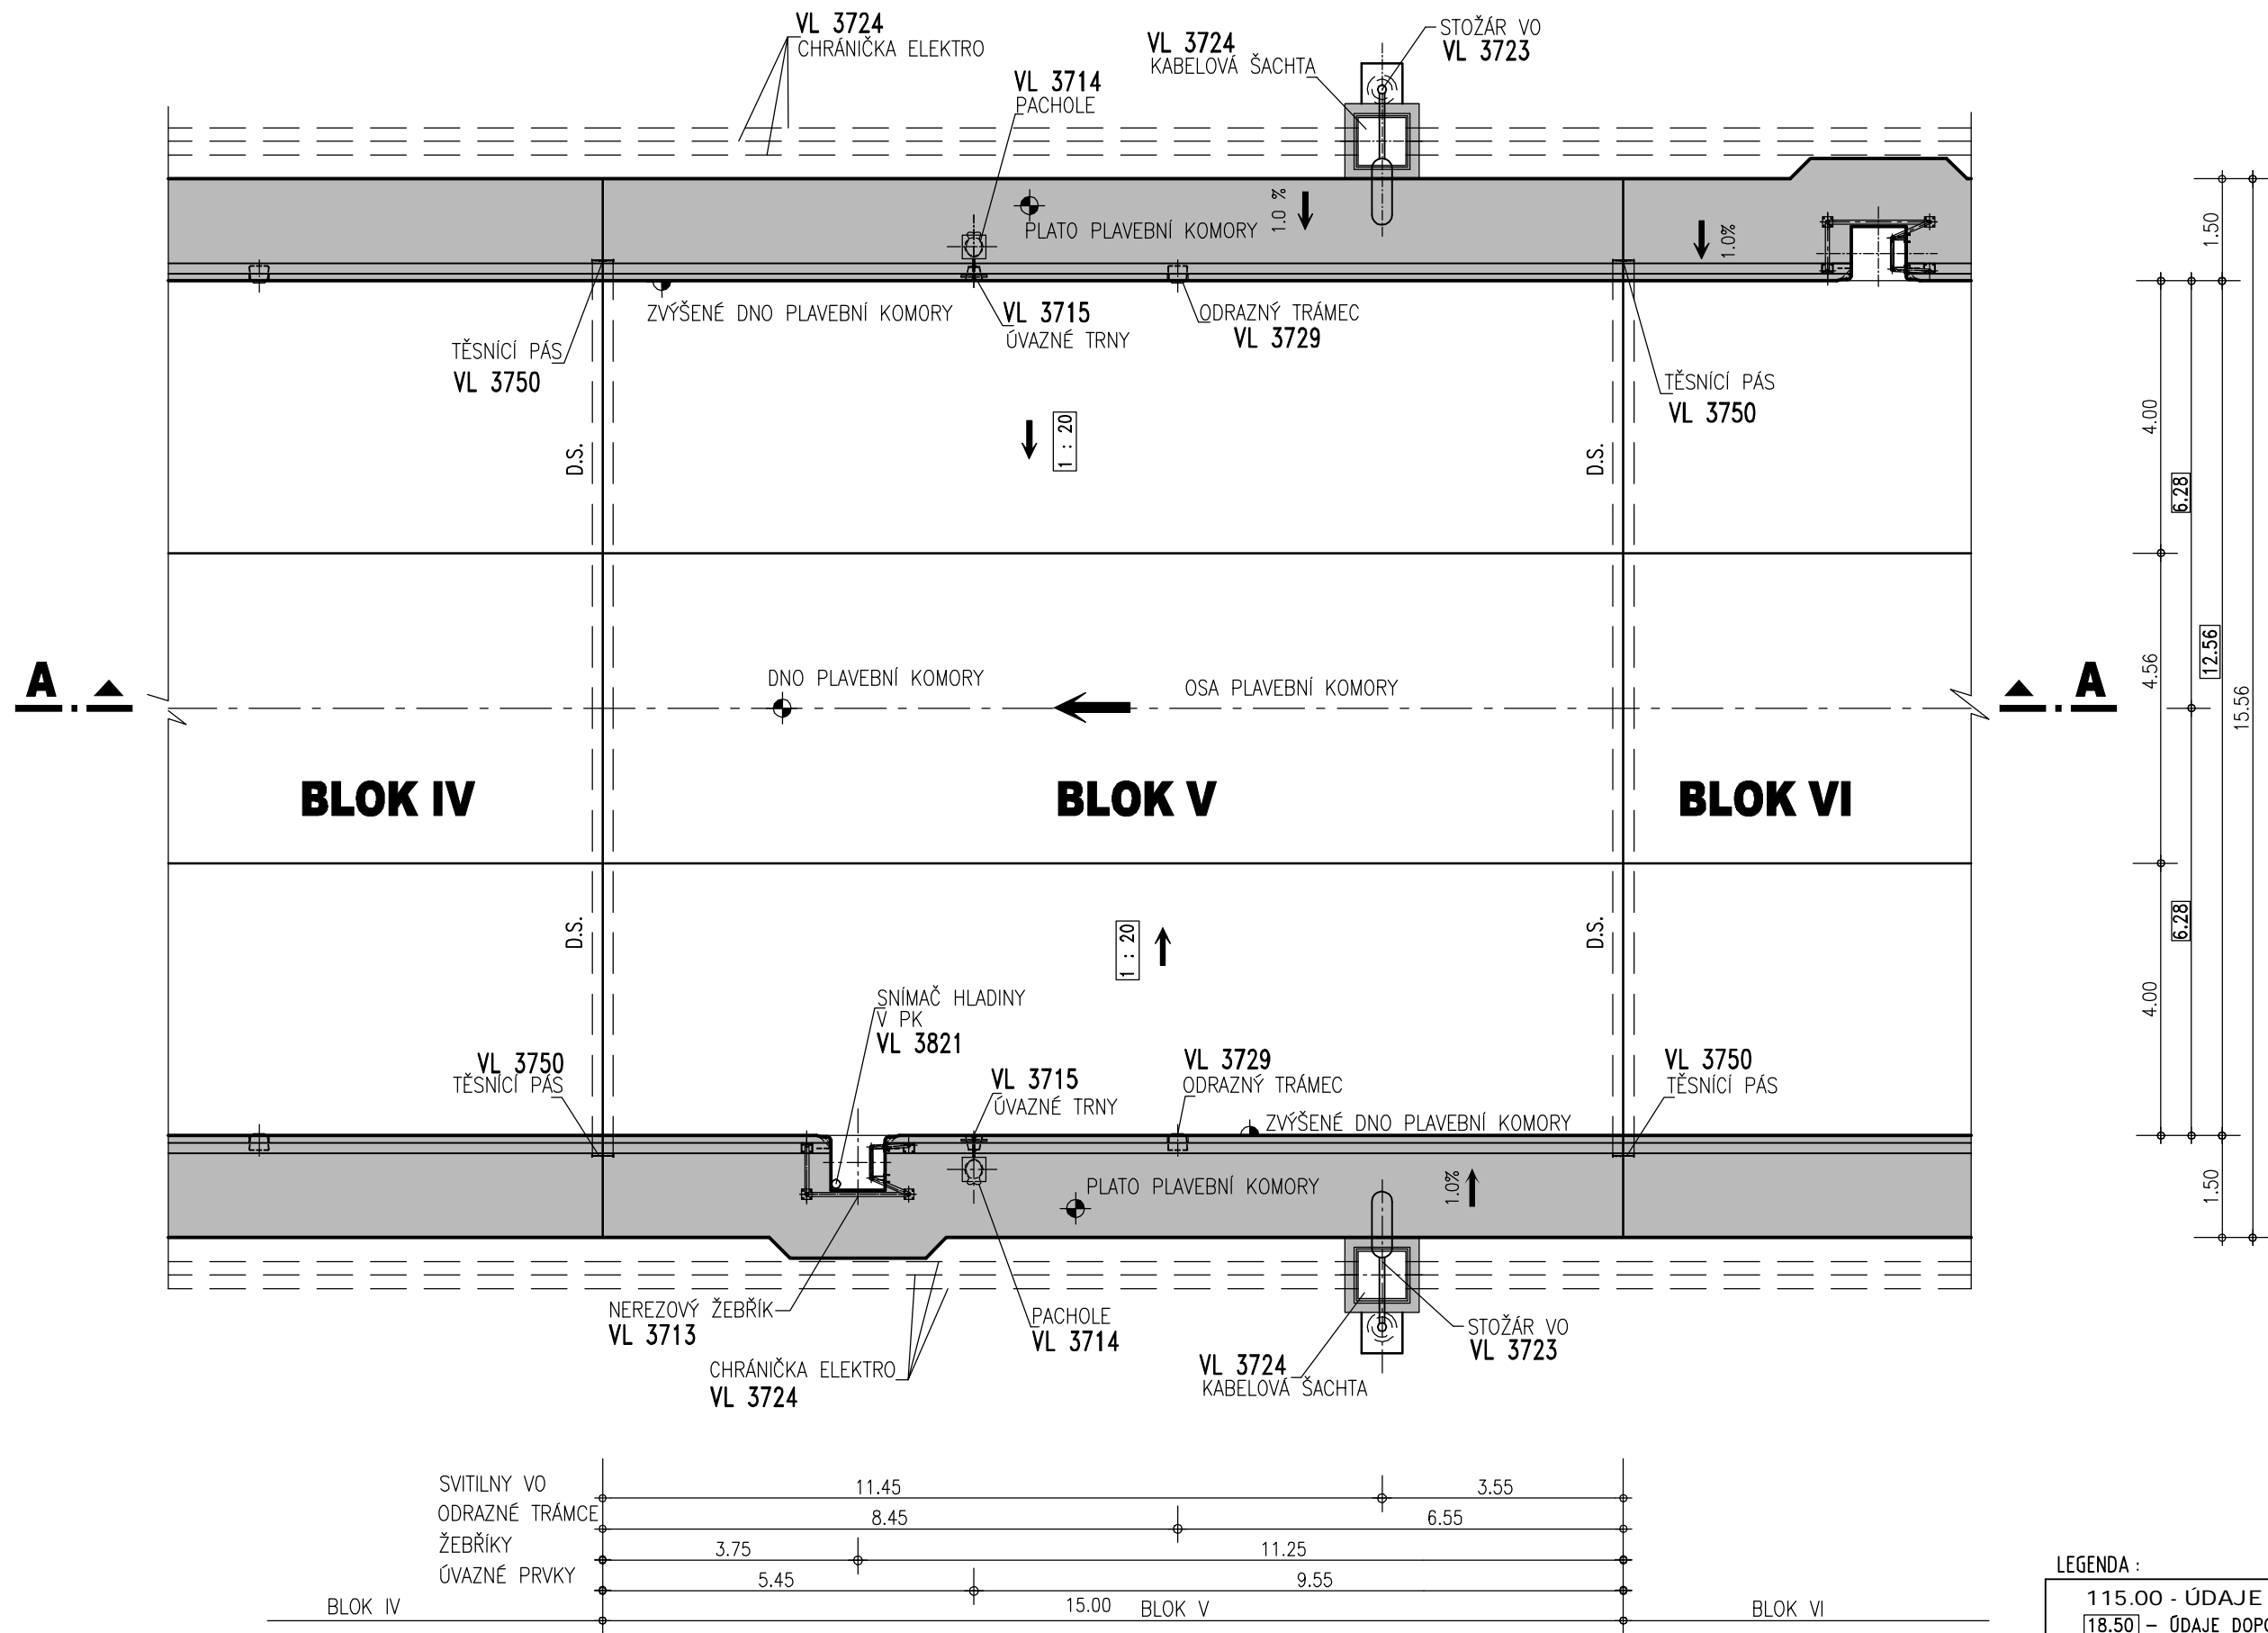 VL 3724
CHRÁNIČKA ELEKTRO
VL 3714
PACHOLE
VL 3724
KABELOVÁ ŠACHTA
STOŽÁR VO
VL 3723
PLATO PLAVEBNÍ KOMORY
1.0 %
1.0%
1.50
ZVÝŠENÉ DNO PLAVEBNÍ KOMORY
VL 3715
ÚVAZNÉ TRNY
ODRAZNÝ TRÁMEC
VL 3729
TĚSNÍCÍ PÁS
VL 3750
TĚSNÍCÍ PÁS
VL 3750
D.S.
1 : 20
D.S.
4.00
6.28
A
DNO PLAVEBNÍ KOMORY
OSA PLAVEBNÍ KOMORY
A
4.56
12.56
15.56
BLOK IV
BLOK V
BLOK VI
D.S.
1 : 20
D.S.
6.28
4.00
SNÍMAČ HLADINY
V PK
VL 3821
VL 3750
TĚSNÍCÍ PÁS
VL 3715
ÚVAZNÉ TRNY
VL 3729
ODRAZNÝ TRÁMEC
ZVÝŠENÉ DNO PLAVEBNÍ KOMORY
VL 3750
TĚSNÍCÍ PÁS
PLATO PLAVEBNÍ KOMORY
1.0%
1.50
NEREZOVÝ ŽEBŘÍK
VL 3713
PACHOLE
VL 3714
CHRÁNIČKA ELEKTRO
VL 3724
VL 3724
KABELOVÁ ŠACHTA
STOŽÁR VO
VL 3723
SVITILNY VO 11.45 3.55
ODRAZNÉ TRÁMCE 8.45 6.55
ŽEBŘÍKY 3.75 11.25
ÚVAZNÉ PRVKY 5.45 9.55
BLOK IV 15.00 BLOK V BLOK VI
LEGENDA :
115.00 - ÚDAJE
18.50 – ÚDAJE DOPO